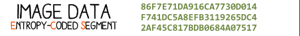 IMAGE DATA
ENTROPY-CODED SEGMENT
86F7E71DA916CA7730D014
F741DC5A8EFB3119265DC4
2AF45C817BDB0684A07517